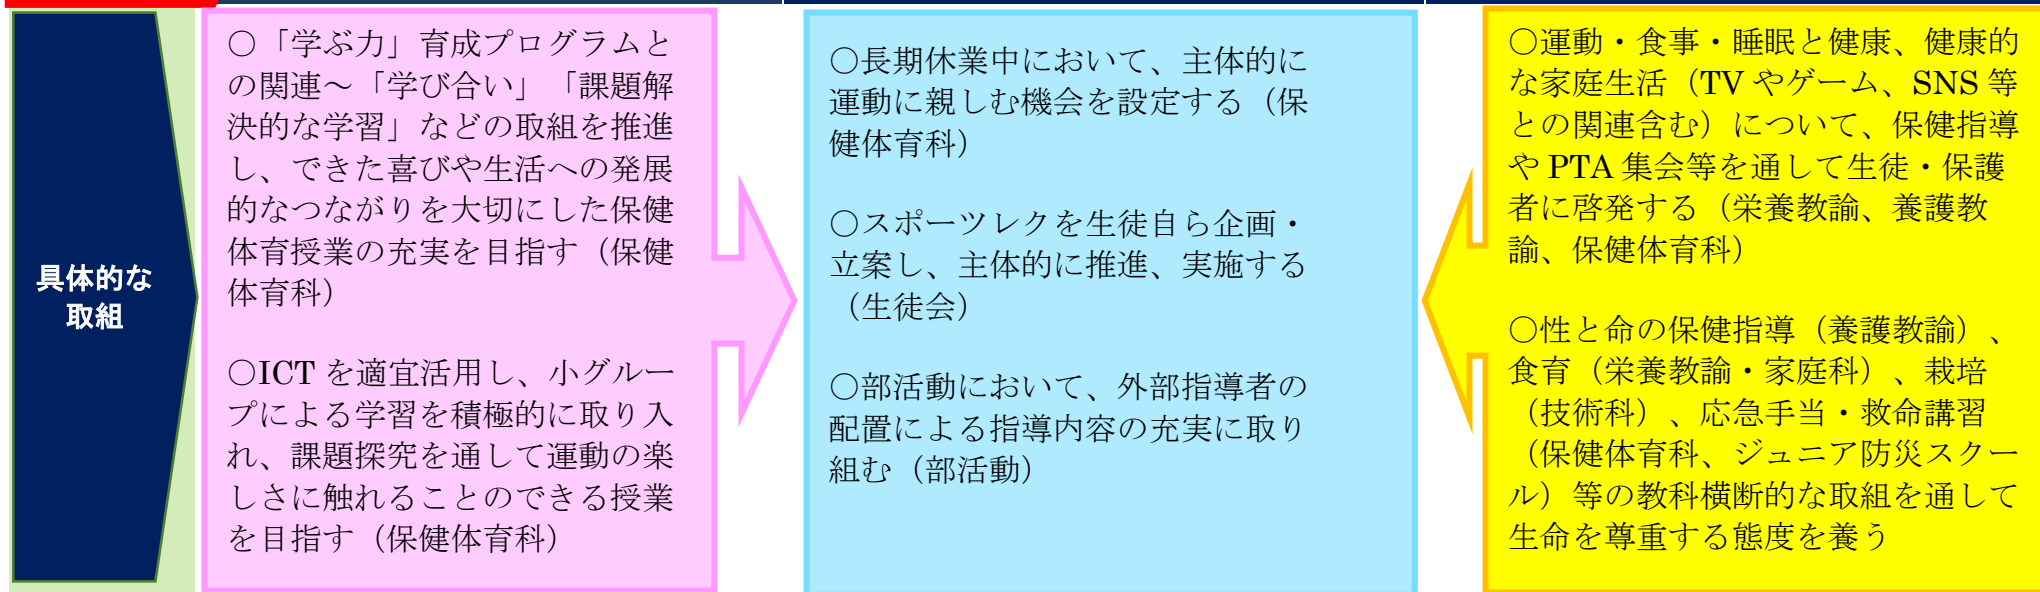 具体的な
取組
○「学ぶ力」育成プログラムと
の関連～「学び合い」「課題解
決的な学習」などの取組を推進
し、できた喜びや生活への発展
的なつながりを大切にした保健
体育授業の充実を目指す（保健
体育科）
○ICT を適宜活用し、小グルー
プによる学習を積極的に取り入
れ、課題探究を通して運動の楽
しさに触れることのできる授業
を目指す（保健体育科）
○長期休業中において、主体的に
運動に親しむ機会を設定する（保
健体育科）
○スポーツレクを生徒自ら企画・
立案し、主体的に推進、実施する
（生徒会）
○部活動において、外部指導者の
配置による指導内容の充実に取り
組む（部活動）
○運動・食事・睡眠と健康、健康的
な家庭生活（TV やゲーム、SNS 等
との関連含む）について、保健指導
や PTA 集会等を通して生徒・保護
者に啓発する（栄養教諭、養護教
諭、保健体育科）
○性と命の保健指導（養護教諭）、
食育（栄養教諭・家庭科）、栽培
（技術科）、応急手当・救命講習
（保健体育科、ジュニア防災スクー
ル）等の教科横断的な取組を通して
生命を尊重する態度を養う